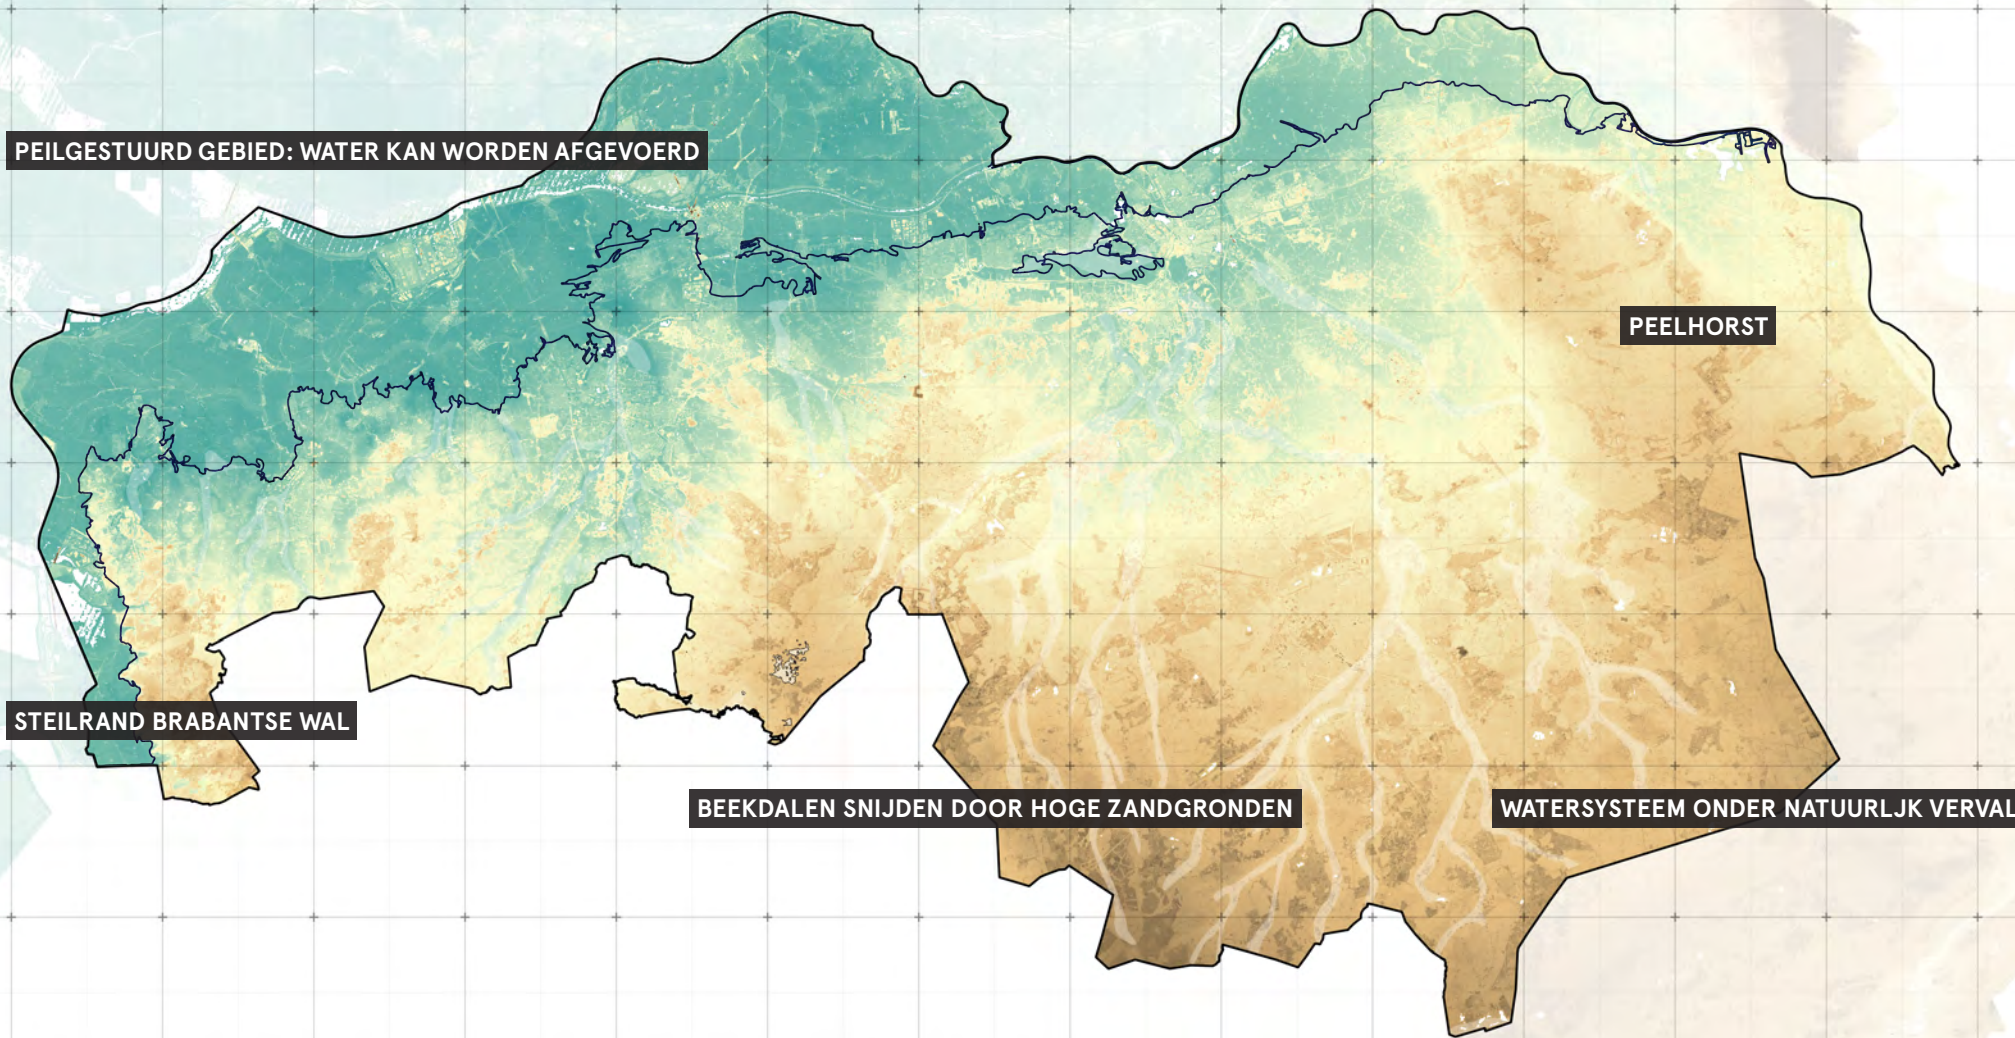 PEILGESTUURD GEBIED: WATER KAN WORDEN AFGEVOERD
PEELHORST
STEILRAND BRABANTSE WAL
BEEKDALEN SNIJDEN DOOR HOGE ZANDGRONDEN
WATERSYSTEEM ONDER NATUURLJK VERVAL